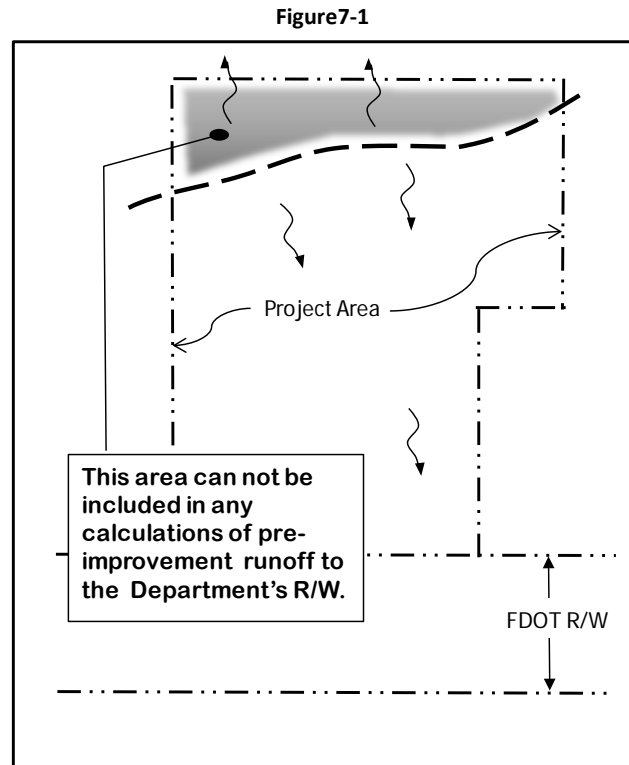 Figure7-1
Project Area
This area can not be
included in any
calculations of pre-
improvement runoff to
the Department's R/W.
FDOT R/W